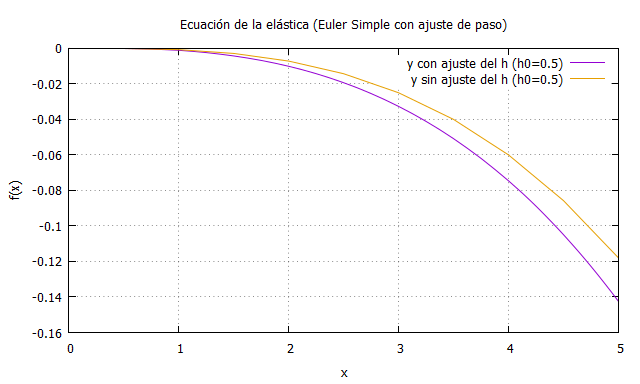 Ecuación de la elástica (Euler Simple con ajuste de paso)
y con ajuste del h (h0=0.5)
y sin ajuste del h (h0=0.5)
0
-0.02
-0.04
-0.06
-0.08
-0.1
-0.12
-0.14
-0.16
f(x)
0 1 2 3 4 5
x